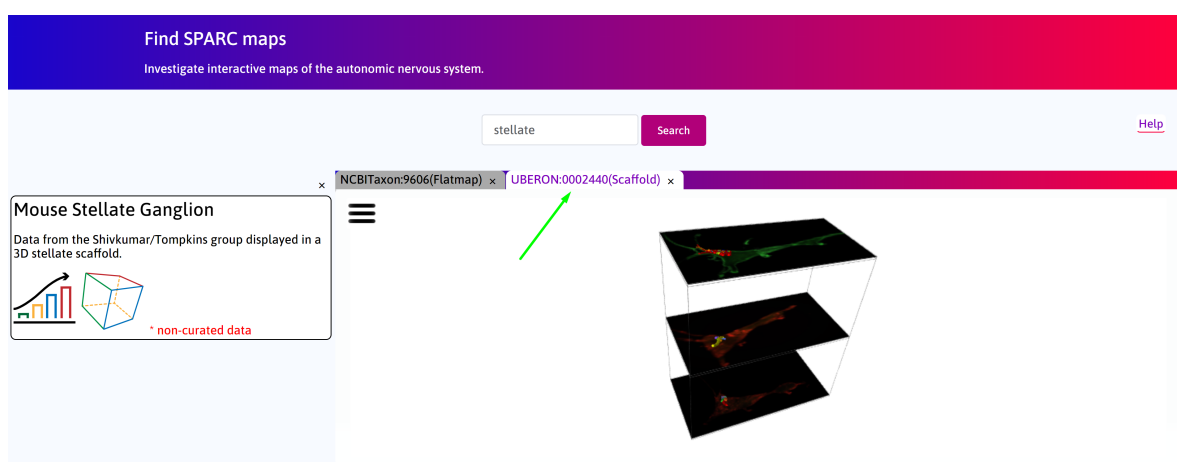 Find SPARC maps
Investigate interactive maps of the autonomic nervous system.
stellate
Search
Help
×
NCBITaxon:9606(Flatmap) ×
UBERON:0002440(Scaffold) ×
Mouse Stellate Ganglion
Data from the Shivkumar/Tompkins group displayed in a
3D stellate scaffold.
* non-curated data